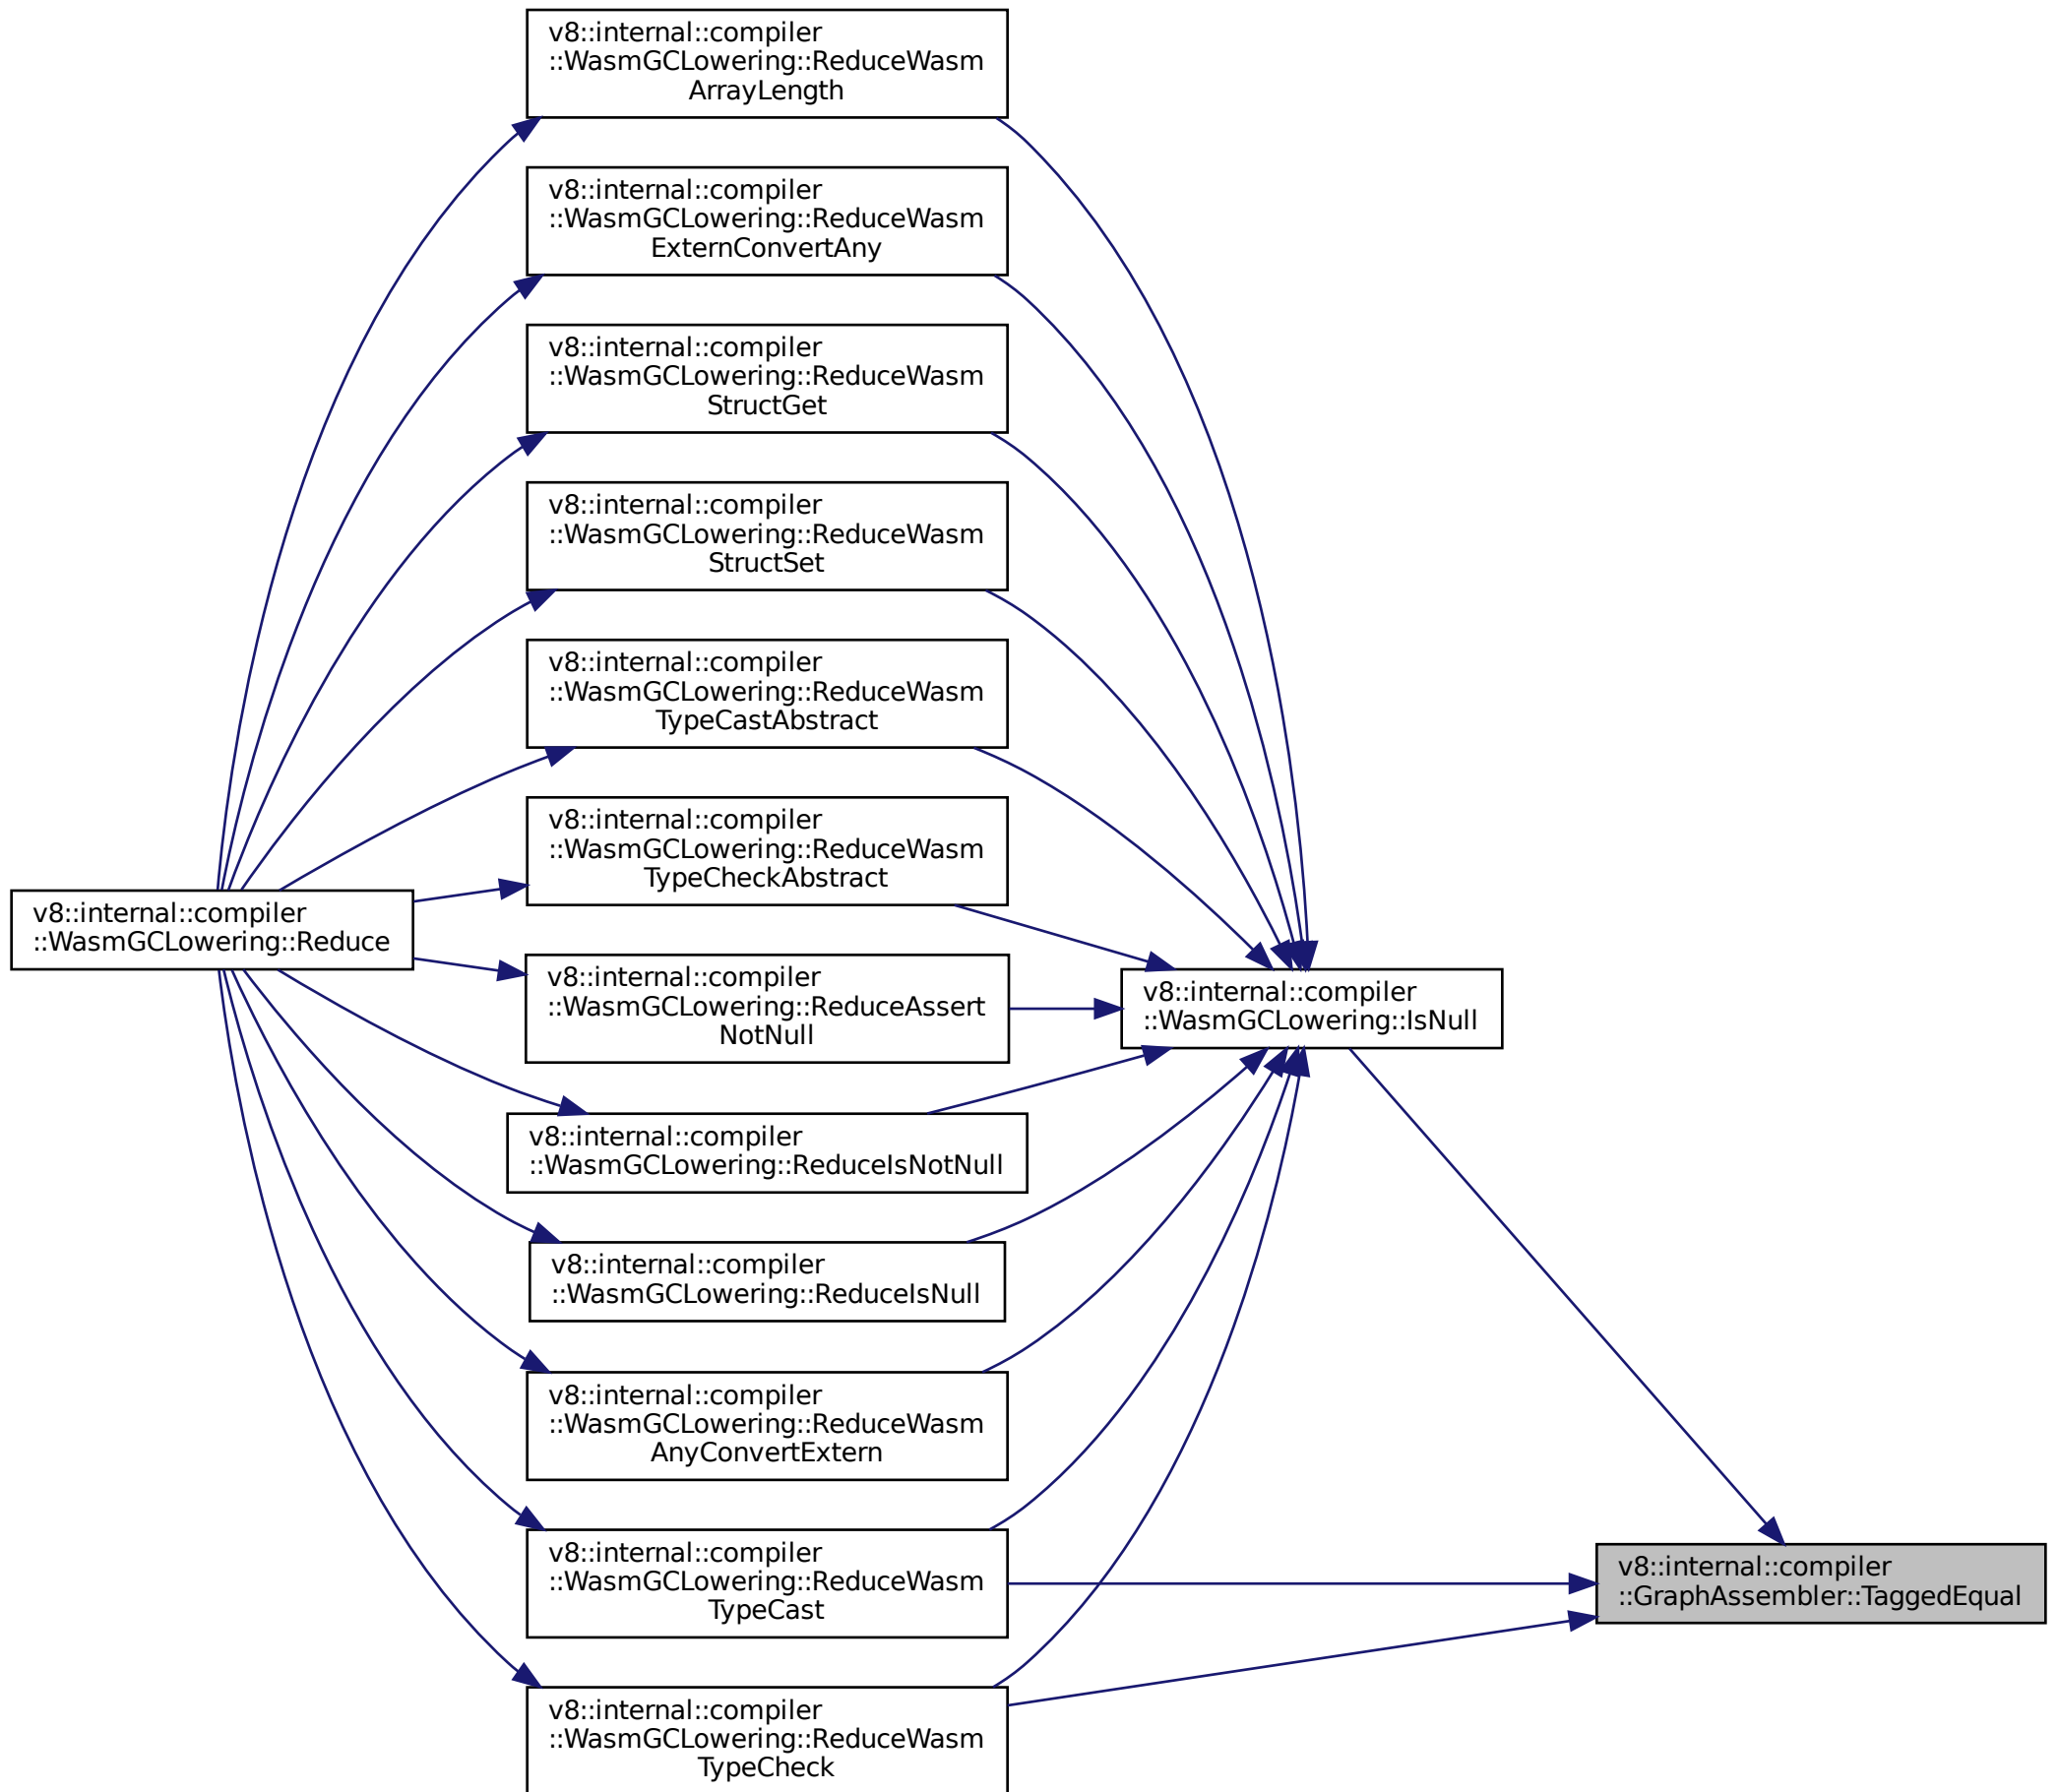 v8::internal::compiler
::WasmGCLowering::ReduceWasm
ArrayLength
v8::internal::compiler
::WasmGCLowering::ReduceWasm
ExternConvertAny
v8::internal::compiler
::WasmGCLowering::ReduceWasm
StructGet
v8::internal::compiler
::WasmGCLowering::ReduceWasm
StructSet
v8::internal::compiler
::WasmGCLowering::ReduceWasm
TypeCastAbstract
v8::internal::compiler
::WasmGCLowering::ReduceWasm
TypeCheckAbstract
v8::internal::compiler
::WasmGCLowering::Reduce
v8::internal::compiler
::WasmGCLowering::ReduceAssert
NotNull
v8::internal::compiler
::WasmGCLowering::IsNull
v8::internal::compiler
::WasmGCLowering::ReduceIsNotNull
v8::internal::compiler
::WasmGCLowering::ReduceIsNull
v8::internal::compiler
::WasmGCLowering::ReduceWasm
AnyConvertExtern
v8::internal::compiler
::WasmGCLowering::ReduceWasm
TypeCast
v8::internal::compiler
::GraphAssembler::TaggedEqual
v8::internal::compiler
::WasmGCLowering::ReduceWasm
TypeCheck